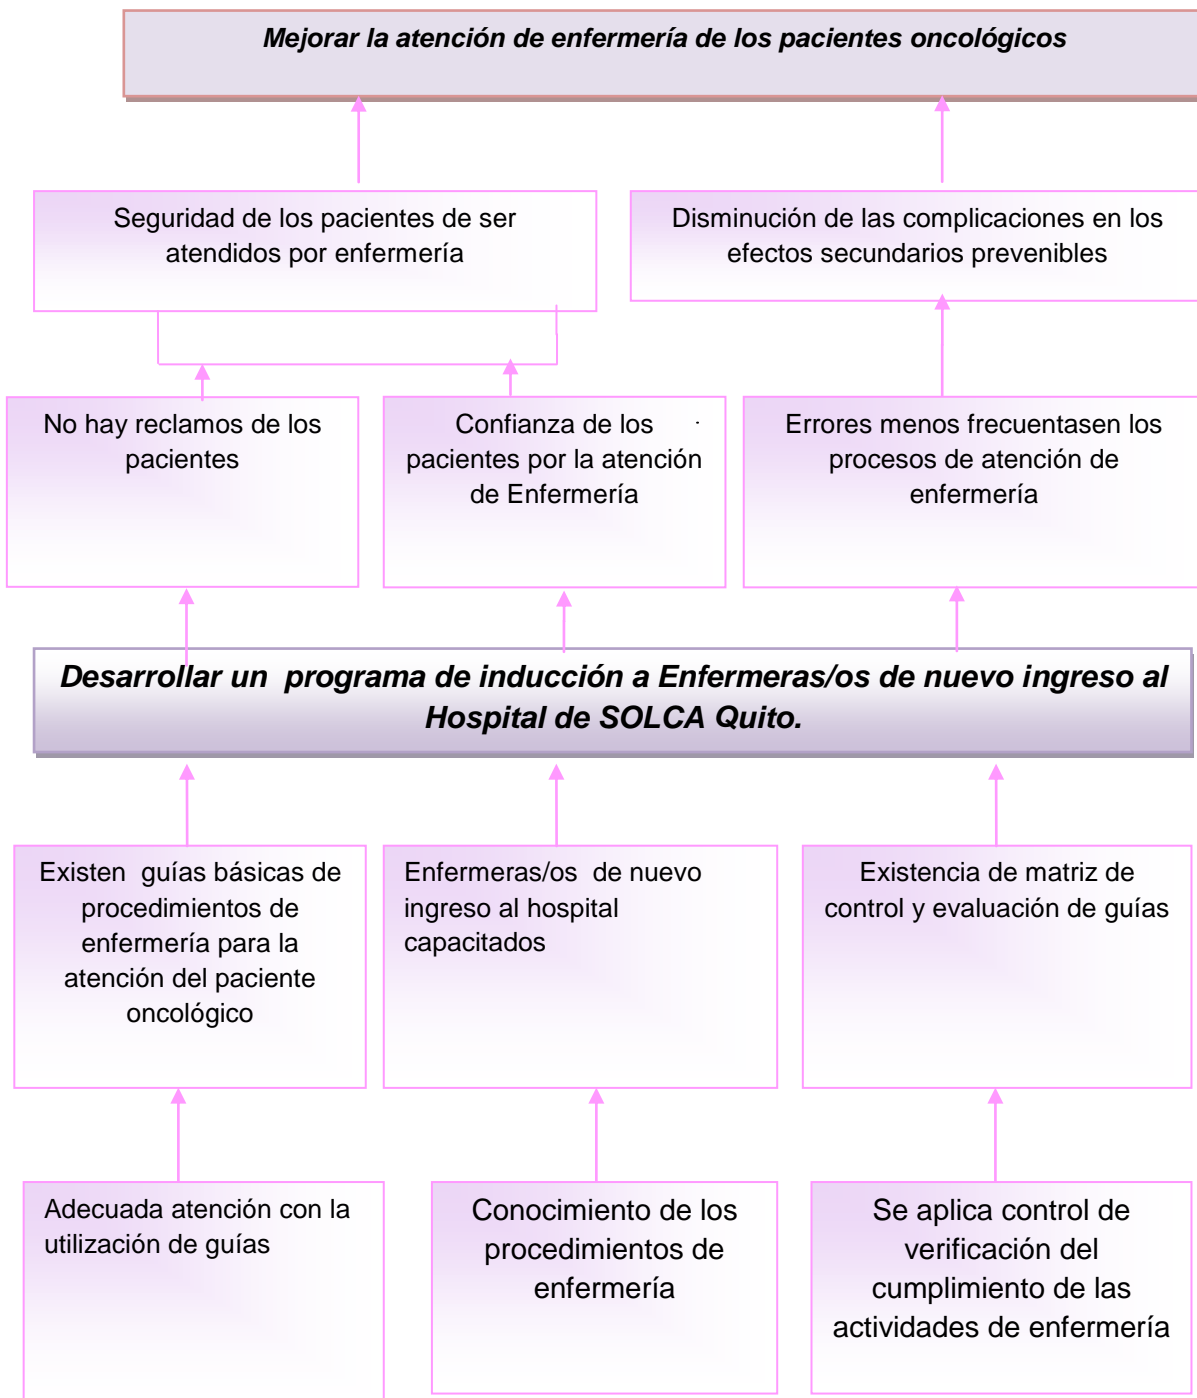 Mejorar la atención de enfermería de los pacientes oncológicos
Seguridad de los pacientes de ser
atendidos por enfermería
Disminución de las complicaciones en los
efectos secundarios prevenibles
No hay reclamos de los
pacientes
Confianza de los
pacientes por la atención
de Enfermería
Errores menos frecuentasen los
procesos de atención de
enfermería
Desarrollar un programa de inducción a Enfermeras/os de nuevo ingreso al
Hospital de SOLCA Quito.
Existen guías básicas de
procedimientos de
enfermería para la
atención del paciente
oncológico
Enfermeras/os de nuevo
ingreso al hospital
capacitados
Existencia de matriz de
control y evaluación de guías
Adecuada atención con la
utilización de guías
Conocimiento de los
procedimientos de
enfermería
Se aplica control de
verificación del
cumplimiento de las
actividades de enfermería